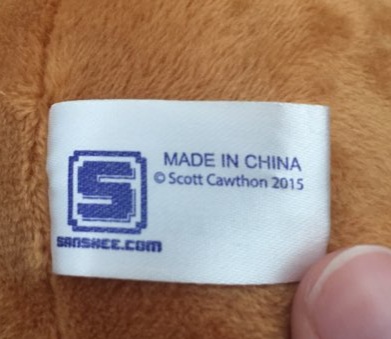 MADE IN CHINA
© Scott Cawthon 2015
S
SANSHEE.COM